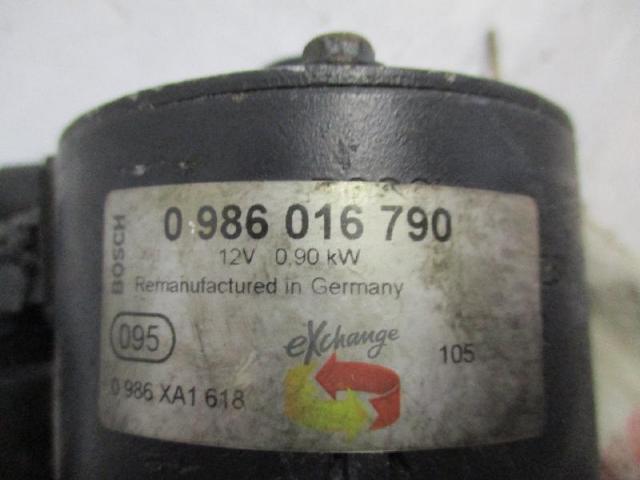 BOSCH
0 986 016 790
12V 0,90 kW
Remanufactured in Germany
095
eXchange
105
0 986 XA1 618